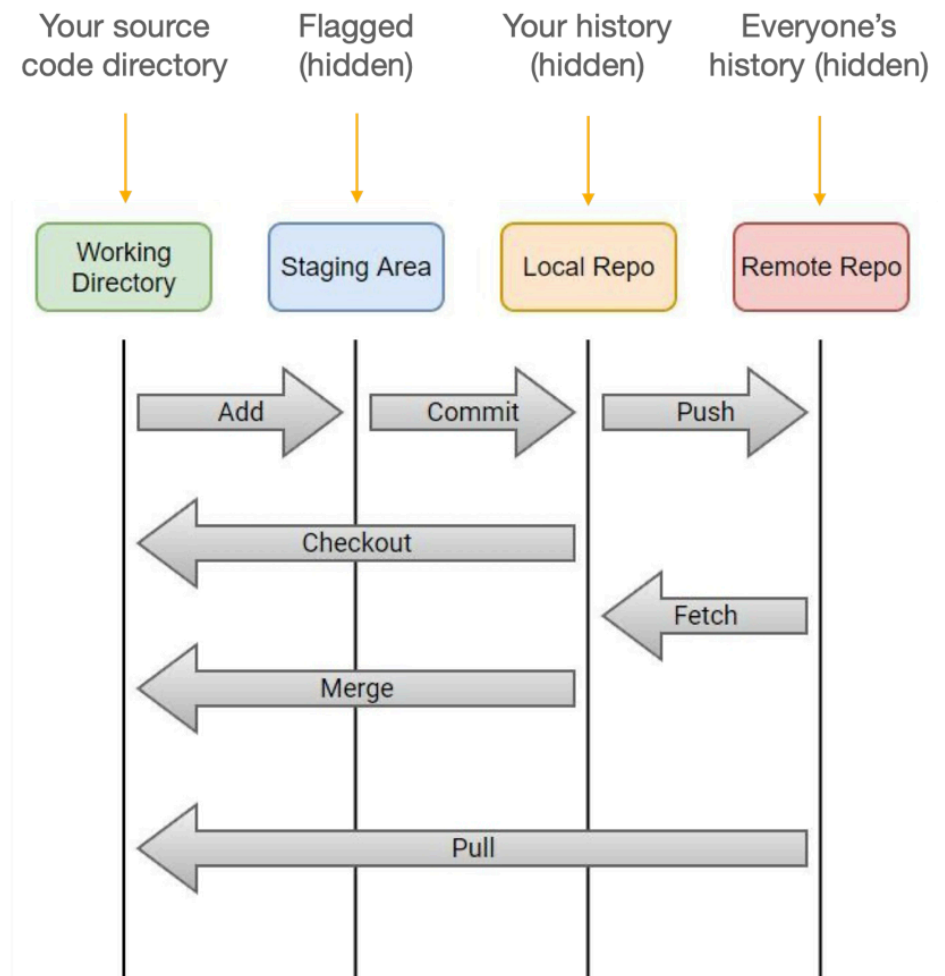 Your source
code directory
Flagged
(hidden)
Your history
(hidden)
Everyone’s
history (hidden)
Working
Directory
Staging Area
Local Repo
Remote Repo
Add
Commit
Push
Checkout
Fetch
Merge
Pull